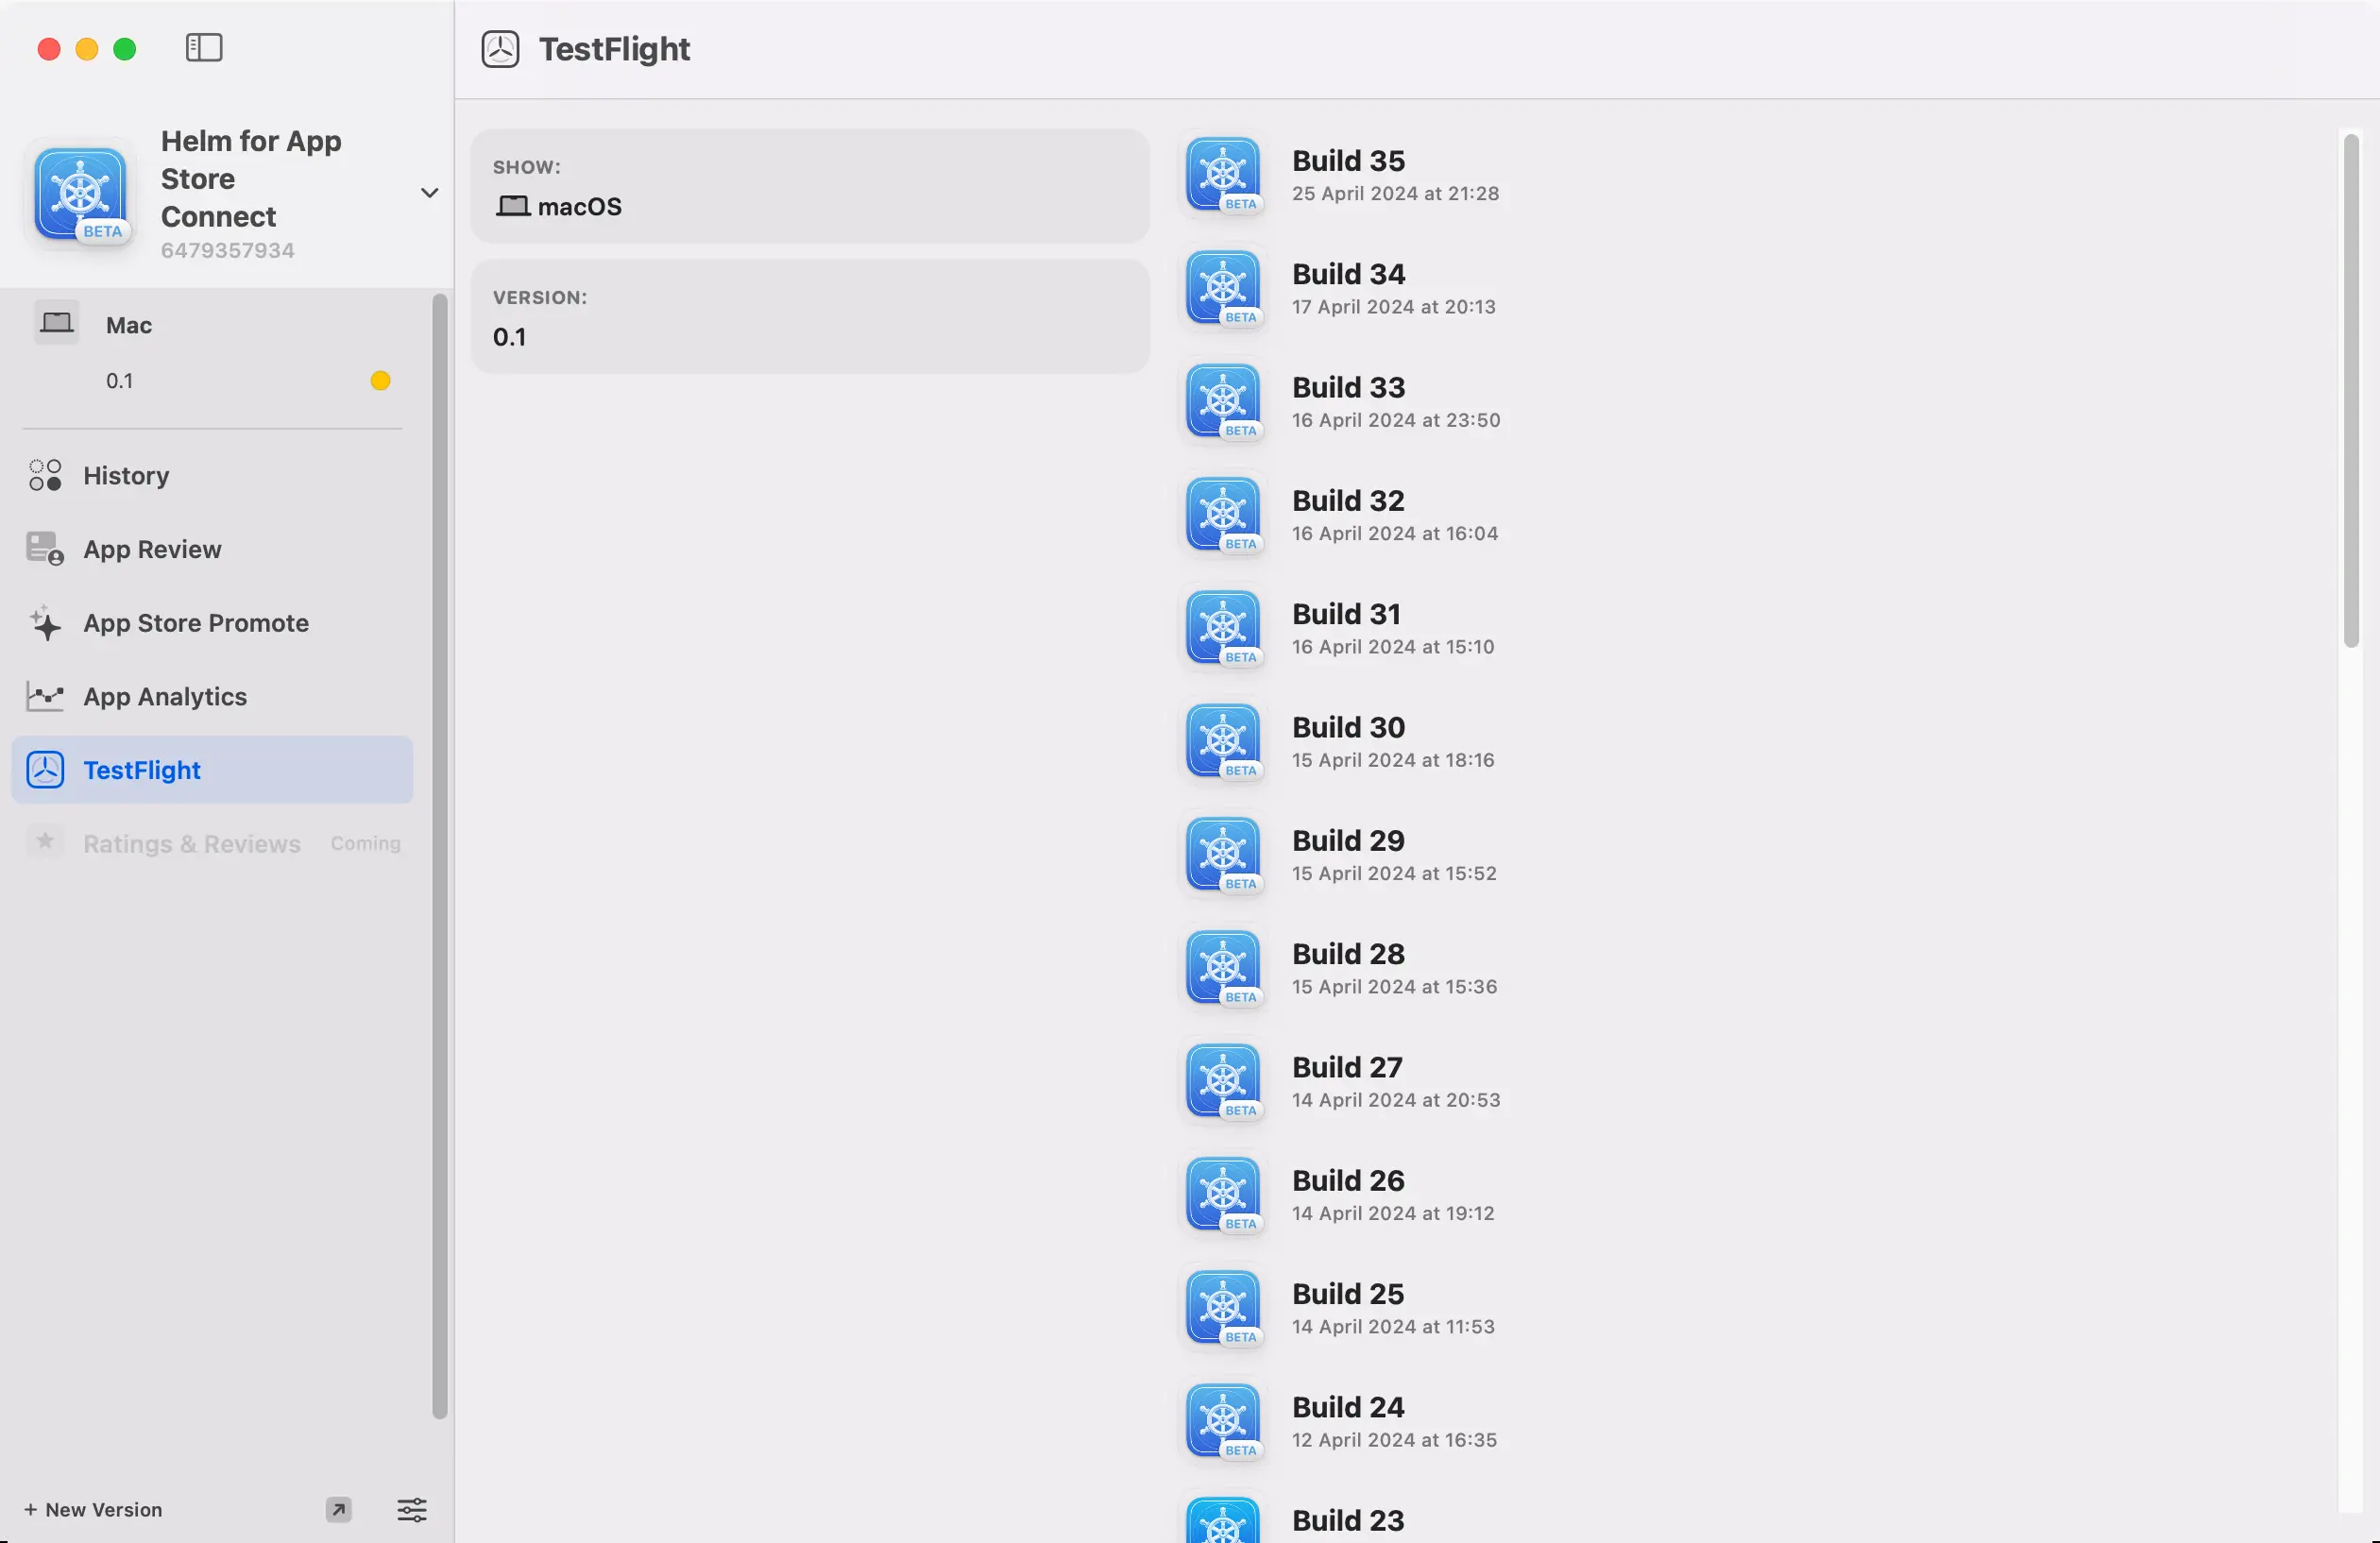 TestFlight
Helm for App
Store
Connect
6479357934
BETA
Mac
0.1
History
App Review
App Store Promote
App Analytics
TestFlight
Ratings & Reviews Coming
+ New Version
SHOW:
macOS
VERSION:
0.1
Build 35
25 April 2024 at 21:28
BETA
Build 34
17 April 2024 at 20:13
BETA
Build 33
16 April 2024 at 23:50
BETA
Build 32
16 April 2024 at 16:04
BETA
Build 31
16 April 2024 at 15:10
BETA
Build 30
15 April 2024 at 18:16
BETA
Build 29
15 April 2024 at 15:52
BETA
Build 28
15 April 2024 at 15:36
BETA
Build 27
14 April 2024 at 20:53
BETA
Build 26
14 April 2024 at 19:12
BETA
Build 25
14 April 2024 at 11:53
BETA
Build 24
12 April 2024 at 16:35
BETA
Build 23